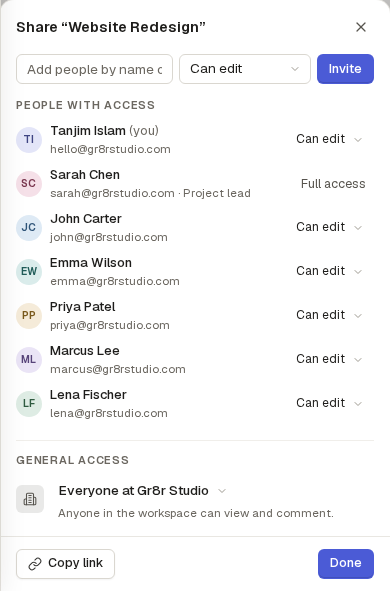 Share “Website Redesign”
Add people by name o
Can edit
Invite
PEOPLE WITH ACCESS
TI
Tanjim Islam (you)
hello@gr8rstudio.com
Can edit
SC
Sarah Chen
sarah@gr8rstudio.com · Project lead
Full access
JC
John Carter
john@gr8rstudio.com
Can edit
EW
Emma Wilson
emma@gr8rstudio.com
Can edit
PP
Priya Patel
priya@gr8rstudio.com
Can edit
ML
Marcus Lee
marcus@gr8rstudio.com
Can edit
LF
Lena Fischer
lena@gr8rstudio.com
Can edit
GENERAL ACCESS
Everyone at Gr8r Studio
Anyone in the workspace can view and comment.
Copy link
Done